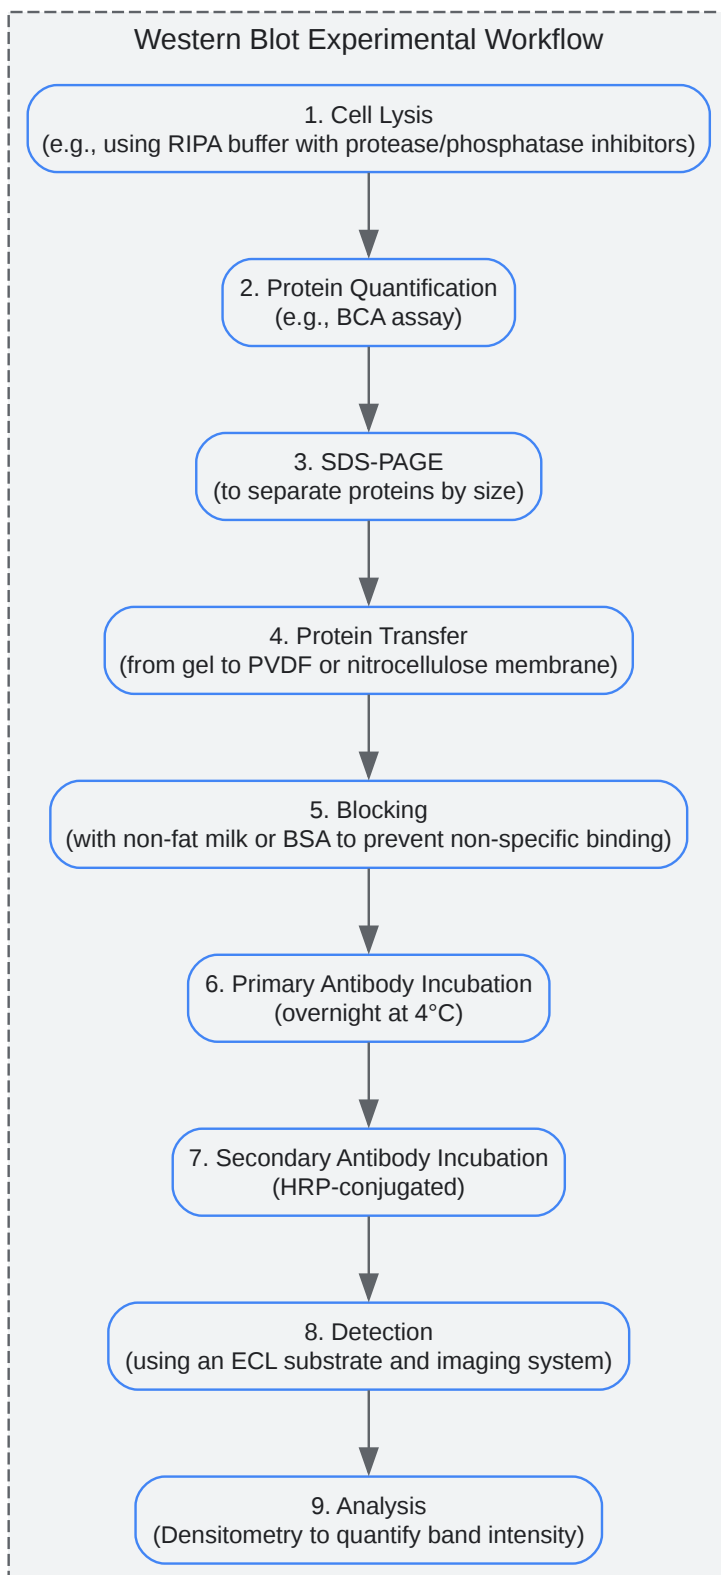 Western Blot Experimental Workflow
1. Cell Lysis
(e.g., using RIPA buffer with protease/phosphatase inhibitors)
2. Protein Quantification
(e.g., BCA assay)
3. SDS-PAGE
(to separate proteins by size)
4. Protein Transfer
(from gel to PVDF or nitrocellulose membrane)
5. Blocking
(with non-fat milk or BSA to prevent non-specific binding)
6. Primary Antibody Incubation
(overnight at 4°C)
7. Secondary Antibody Incubation
(HRP-conjugated)
8. Detection
(using an ECL substrate and imaging system)
9. Analysis
(Densitometry to quantify band intensity)